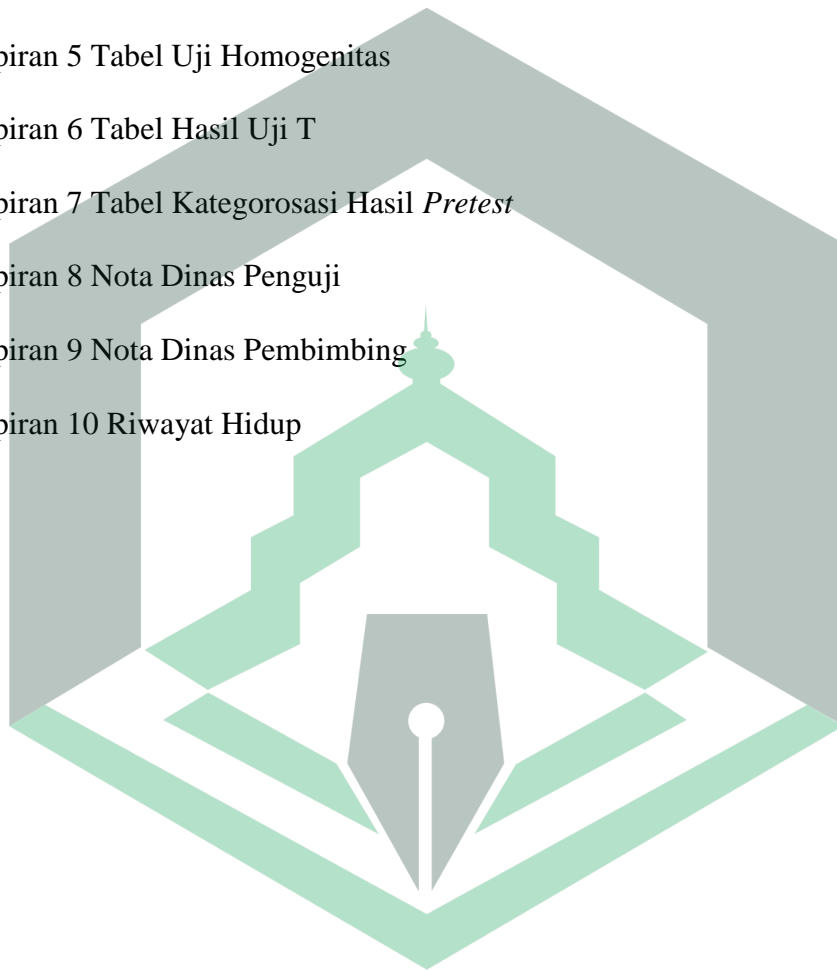 piran 5 Tabel Uji Homogenitas
piran 6 Tabel Hasil Uji T
piran 7 Tabel Kategorosasi Hasil Pretest
piran 8 Nota Dinas Penguji
piran 9 Nota Dinas Pembimbing
piran 10 Riwayat Hidup